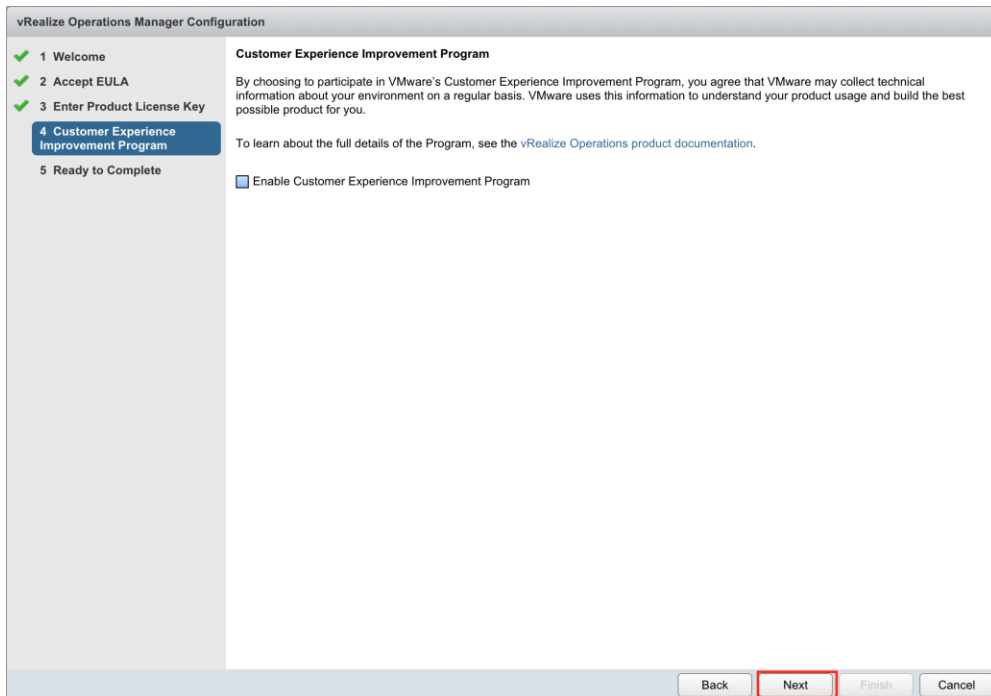 vRealize Operations Manager Configuration
1 Welcome
2 Accept EULA
3 Enter Product License Key
4 Customer Experience
Improvement Program
5 Ready to Complete
Customer Experience Improvement Program
By choosing to participate in VMware's Customer Experience Improvement Program, you agree that VMware may collect technical
information about your environment on a regular basis. VMware uses this information to understand your product usage and build the best
possible product for you.
To learn about the full details of the Program, see the vRealize Operations product documentation.
Enable Customer Experience Improvement Program
Back Next Finish Cancel